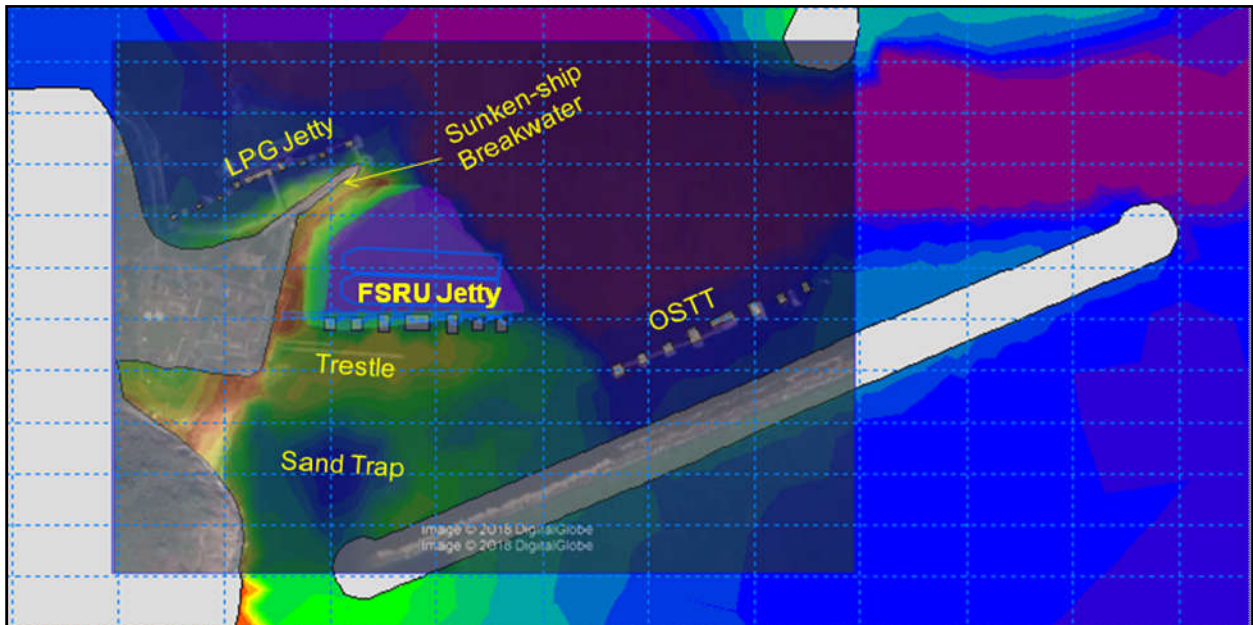 Sunken-ship
Breakwater
LPG Jetty
FSRU Jetty
OSTT
Trestle
Sand Trap
Image © 2018 DigitalGlobe
Image © 2018 DigitalGlobe